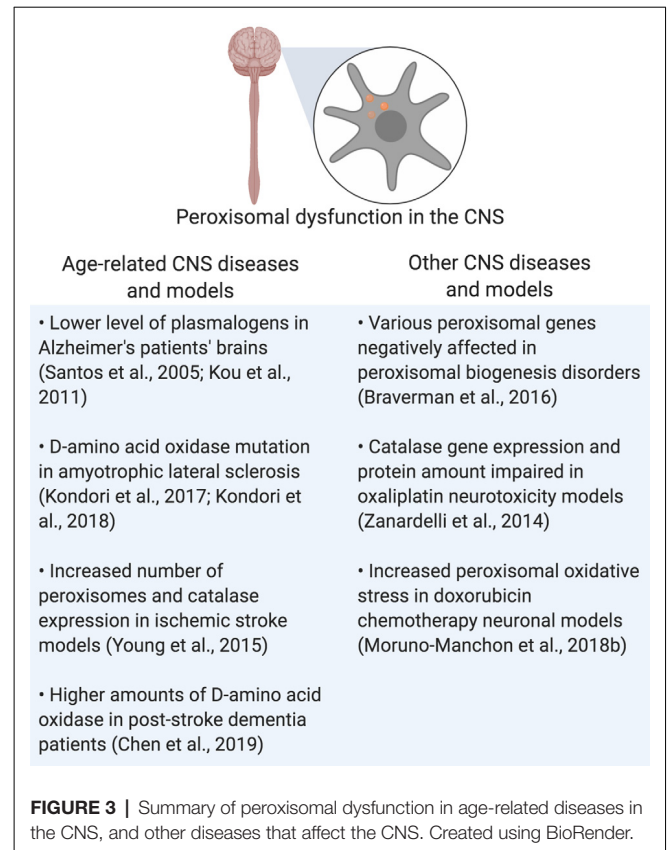 Peroxisomal dysfunction in the CNS
Age-related CNS diseases
and models
• Lower level of plasmalogens in
Alzheimer's patients' brains
(Santos et al., 2005; Kou et al.,
2011)
• D-amino acid oxidase mutation
in amyotrophic lateral sclerosis
(Kondori et al., 2017; Kondori et
al., 2018)
• Increased number of
peroxisomes and catalase
expression in ischemic stroke
models (Young et al., 2015)
• Higher amounts of D-amino acid
oxidase in post-stroke dementia
patients (Chen et al., 2019)
Other CNS diseases
and models
• Various peroxisomal genes
negatively affected in
peroxisomal biogenesis disorders
(Braverman et al., 2016)
• Catalase gene expression and
protein amount impaired in
oxaliplatin neurotoxicity models
(Zanardelli et al., 2014)
• Increased peroxisomal oxidative
stress in doxorubicin
chemotherapy neuronal models
(Moruno-Manchon et al., 2018b)
FIGURE 3 | Summary of peroxisomal dysfunction in age-related diseases in
the CNS, and other diseases that affect the CNS. Created using BioRender.